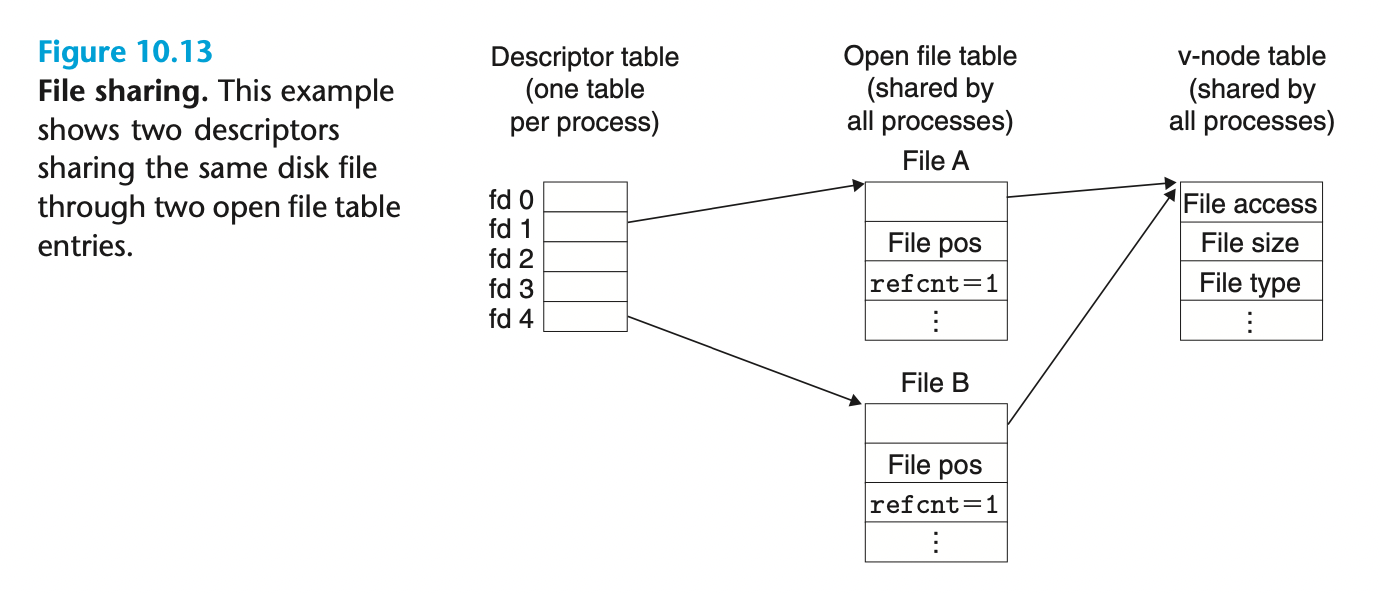 Figure 10.13
File sharing. This example
shows two descriptors
sharing the same disk file
through two open file table
entries.
Descriptor table
(one table
per process)
fd 0
fd 1
fd 2
fd 3
fd 4
Open file table
(shared by
all processes)
File A
File pos
refcnt=1
⋮
File B
File pos
refcnt=1
⋮
v-node table
(shared by
all processes)
File access
File size
File type
⋮